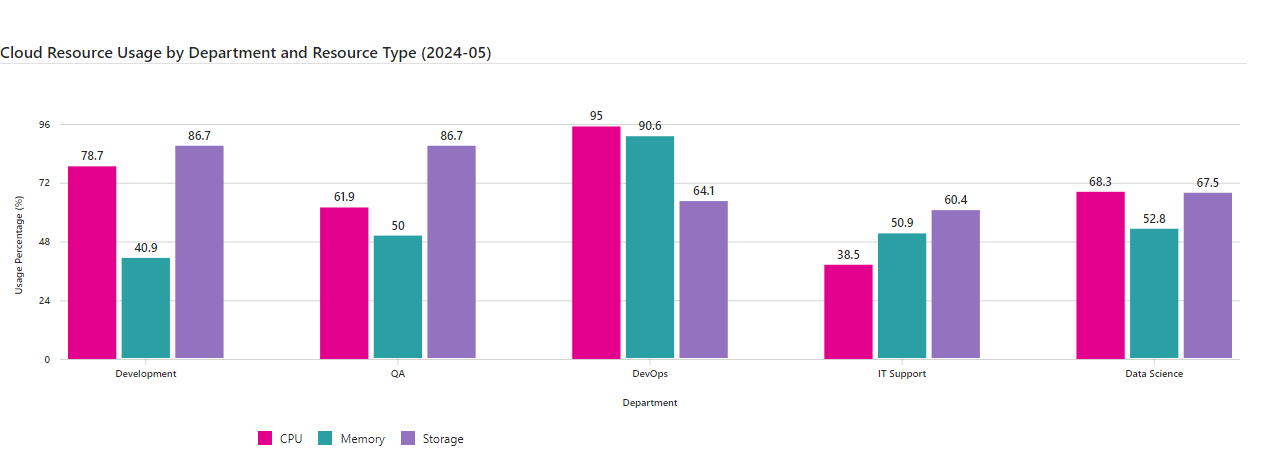 Cloud Resource Usage by Department and Resource Type (2024-05)
96
72
48
24
0
Usage Percentage (%)
78.7
40.9
86.7
61.9
50
86.7
95
90.6
64.1
38.5
50.9
60.4
68.3
52.8
67.5
Development
QA
DevOps
IT Support
Data Science
Department
CPU
Memory
Storage